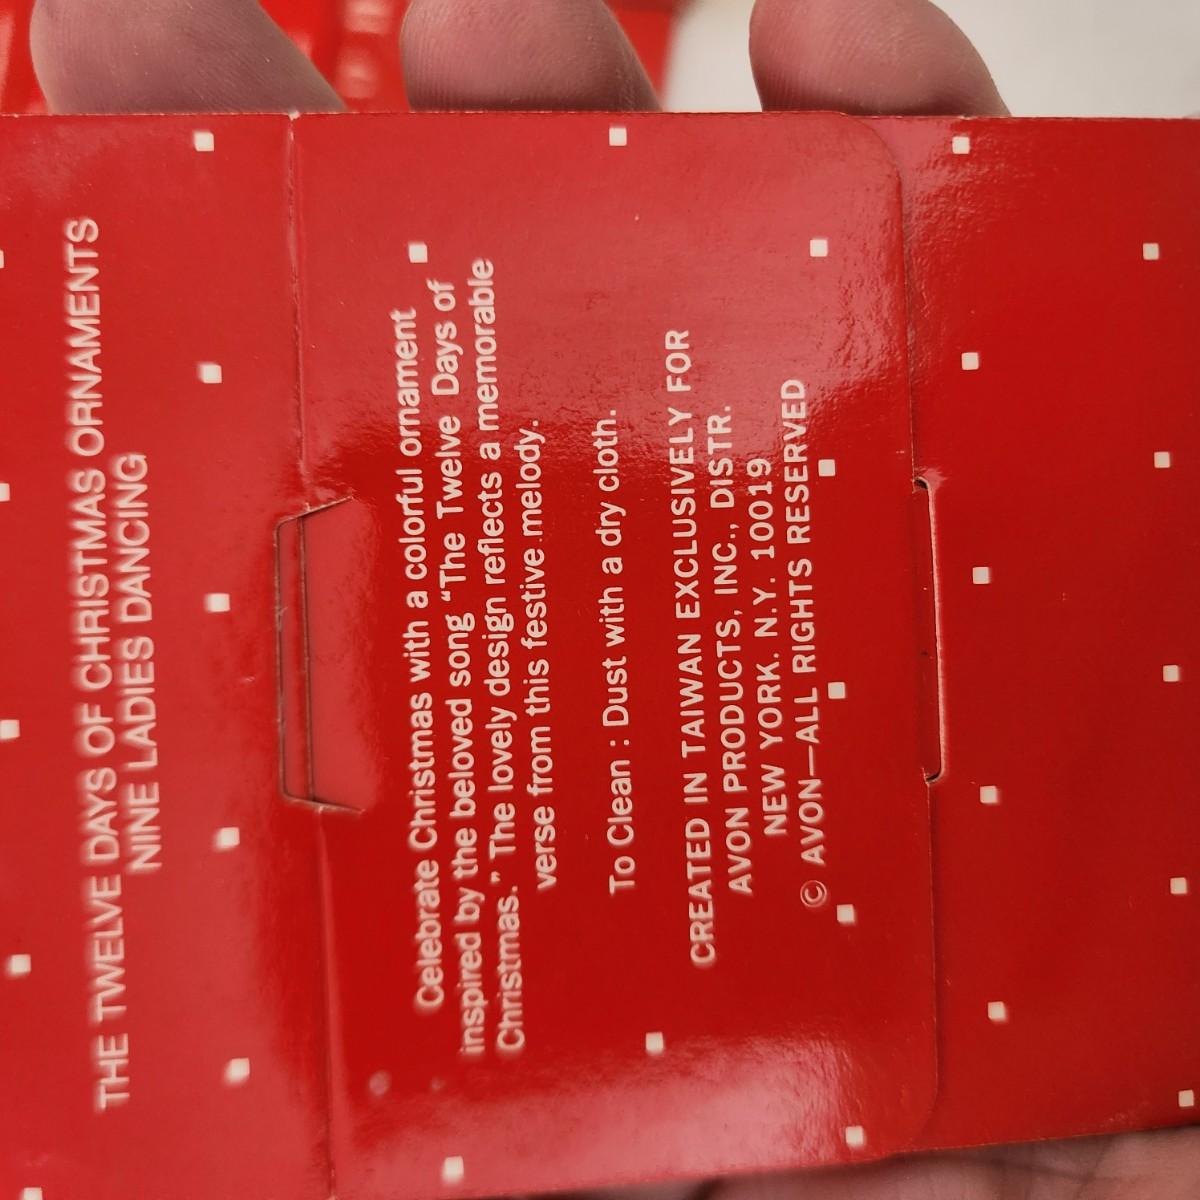 THE TWELVE DAYS OF CHRISTMAS ORNAMENTS
NINE LADIES DANCING
Celebrate Christmas with a colorful ornament
inspired by the beloved song “The Twelve Days of
Christmas.” The lovely design reflects a memorable
verse from this festive melody.
To Clean : Dust with a dry cloth.
CREATED IN TAIWAN EXCLUSIVELY FOR
AVON PRODUCTS, INC., DISTR.
NEW YORK. N.Y. 10019
© AVON—ALL RIGHTS RESERVED